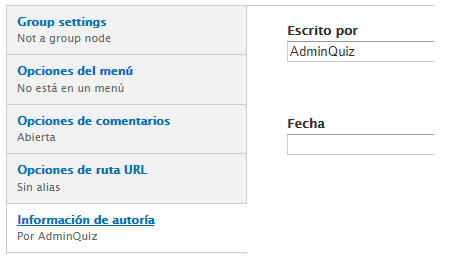 Group settings
Not a group node
Opciones del menú
No está en un menú
Opciones de comentarios
Abierta
Opciones de ruta URL
Sin alias
Información de autoría
Por AdminQuiz
Escrito por
AdminQuiz
Fecha